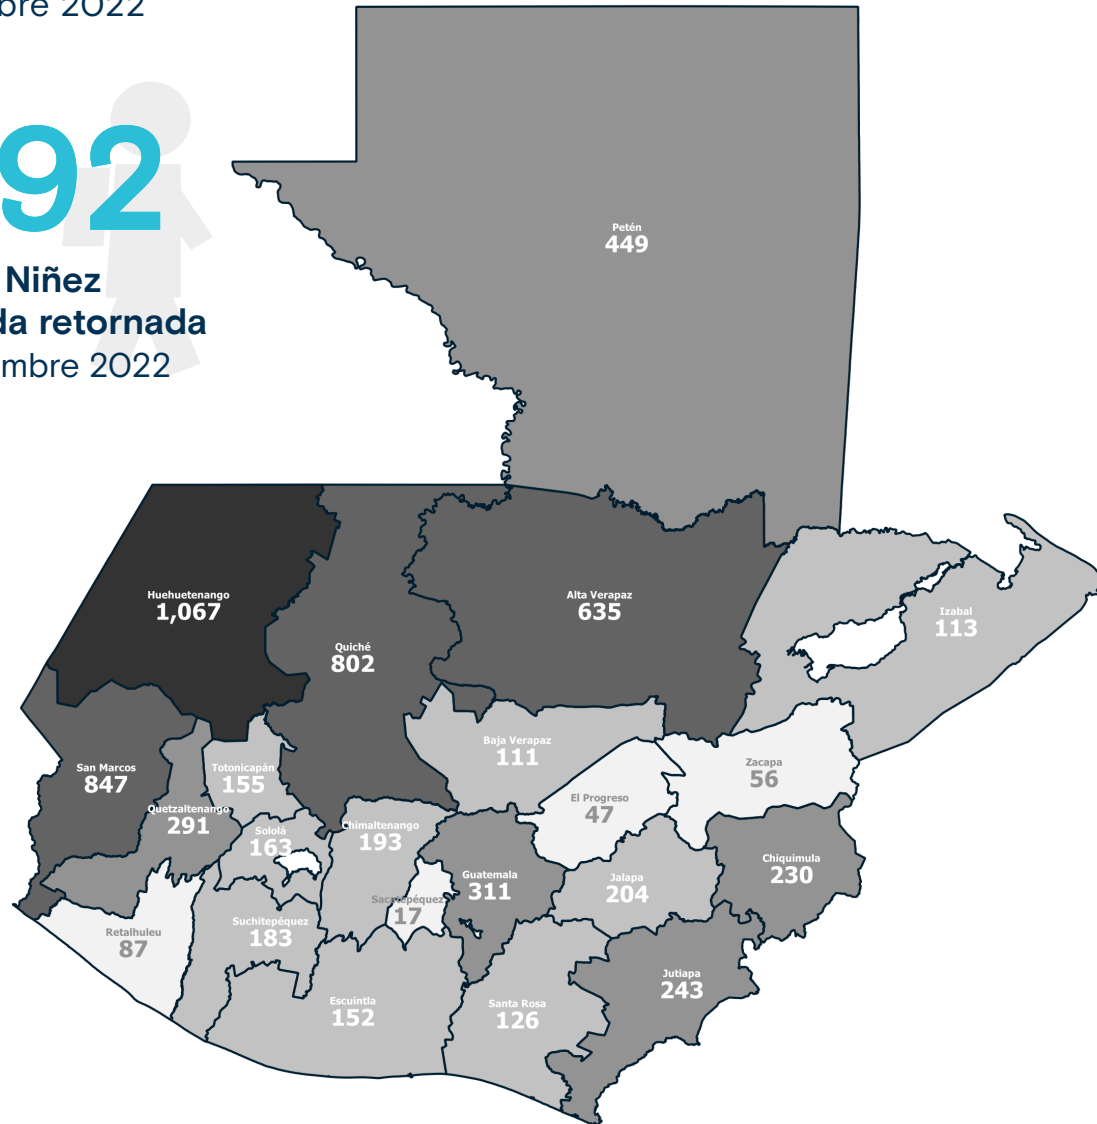 bre 2022
92
Niñez
da retornada
mbre 2022
Petén
449
Huehuetenango
1,067
Quiché
802
Alta Verapaz
635
Izabal
113
San Marcos
847
Totonicapán
155
Baja Verapaz
111
Zacapa
56
Quetzaltenango
291
El Progreso
47
Sololá
163
Chimaltenango
193
Chiquimula
230
Guatemala
311
Jalapa
204
Sacatepéquez
17
Retalhuleu
87
Suchitepéquez
183
Jutiapa
243
Escuintla
152
Santa Rosa
126